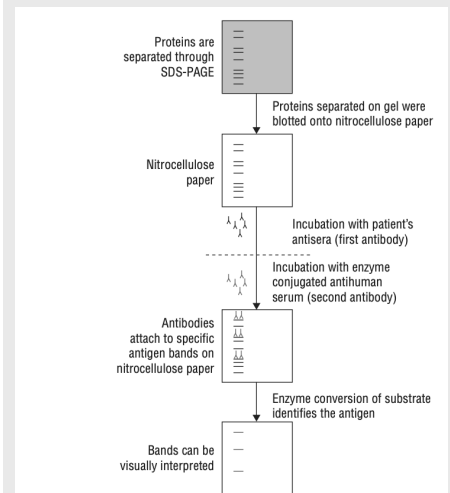 Proteins are
separated through
SDS-PAGE
Proteins separated on gel were
blotted onto nitrocellulose paper
Nitrocellulose
paper
Incubation with patient's
antisera (first antibody)
Incubation with enzyme
conjugated antihuman
serum (second antibody)
Antibodies
attach to specific
antigen bands on
nitrocellulose paper
Enzyme conversion of substrate
identifies the antigen
Bands can be
visually interpreted